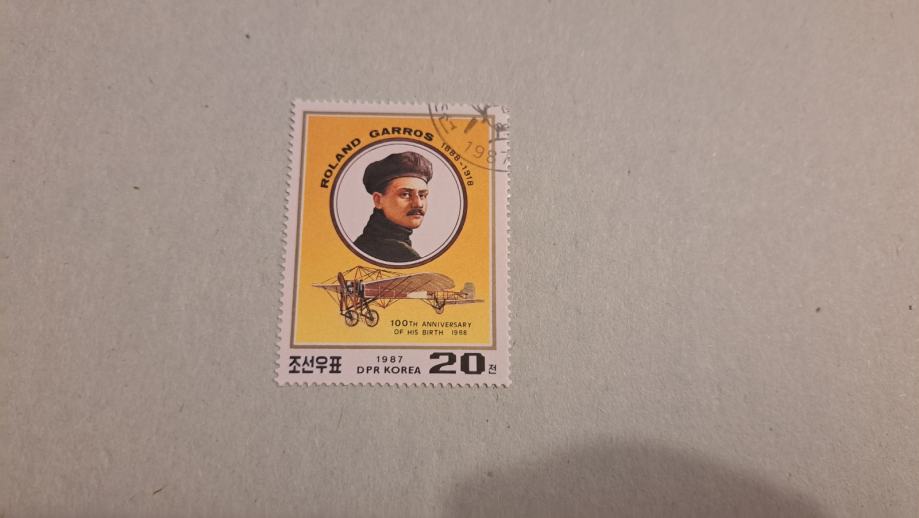 ROLAND GARROS 1888-1918
100TH ANNIVERSARY
OF HIS BIRTH 1988
조선우표
1987
DPR KOREA
20 전
198